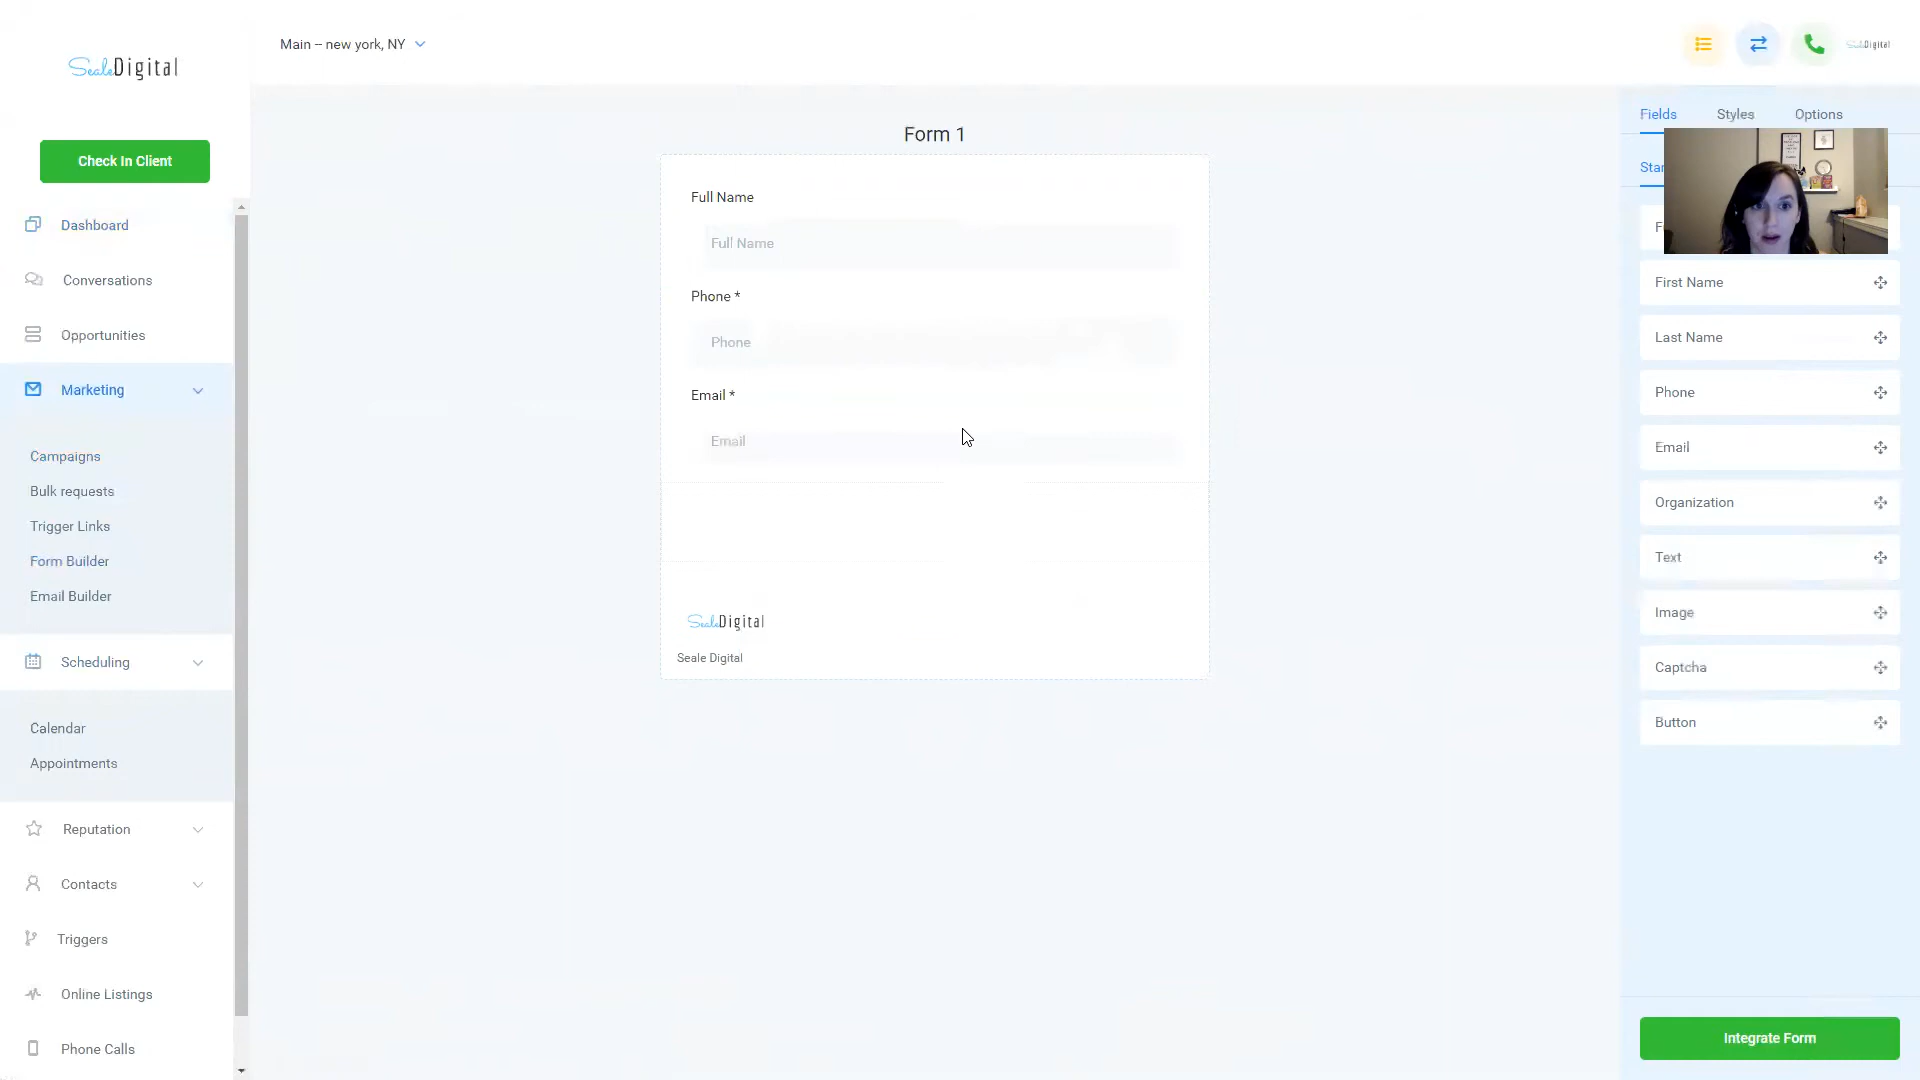 SealeDigital
Main – new york, NY
SealeDigital
Check In Client
Dashboard
Conversations
Opportunities
Marketing
Campaigns
Bulk requests
Trigger Links
Form Builder
Email Builder
Scheduling
Calendar
Appointments
Reputation
Contacts
Triggers
Online Listings
Phone Calls
Form 1
Full Name
Full Name
Phone *
Phone
Email *
Email
SealeDigital
Seale Digital
Fields
Styles
Options
Star
F
First Name
Last Name
Phone
Email
Organization
Text
Image
Captcha
Button
Integrate Form